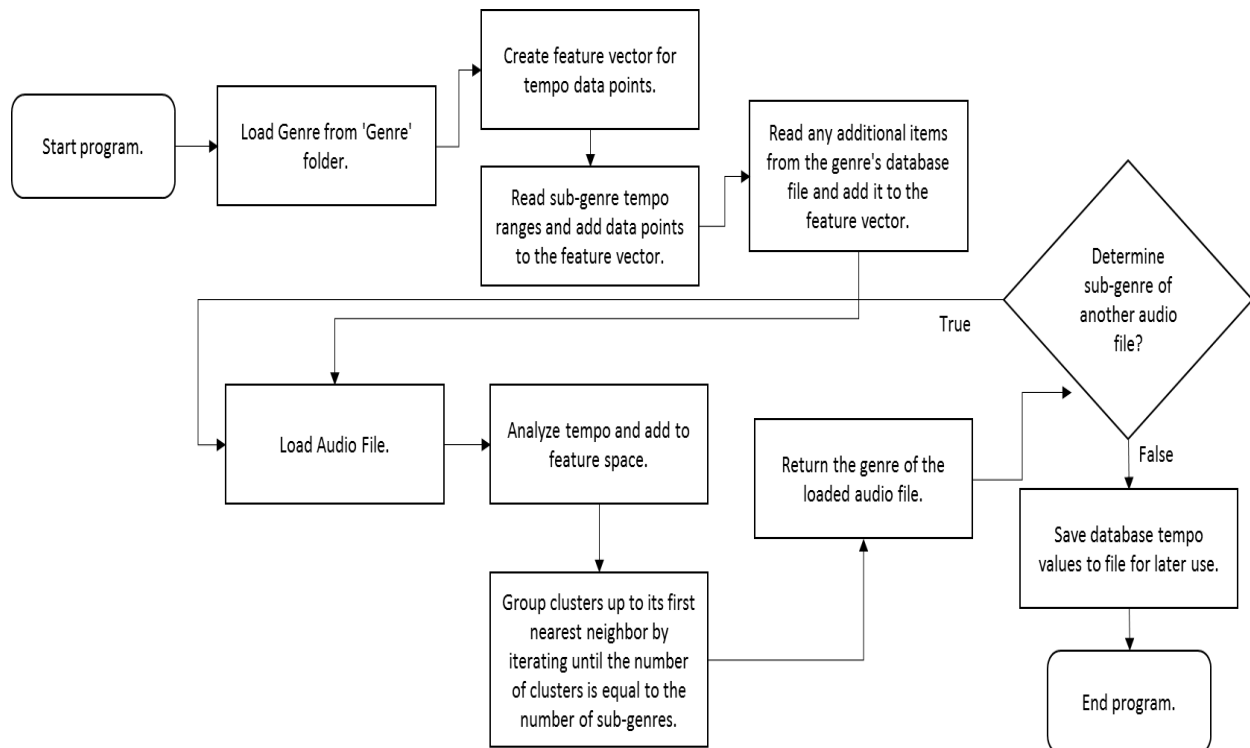 Start program.
Load Genre from 'Genre'
folder.
Create feature vector for
tempo data points.
Read sub-genre tempo
ranges and add data points
to the feature vector.
Read any additional items
from the genre's database
file and add it to the
feature vector.
Determine
sub-genre of
another audio
file?
True
False
Load Audio File.
Analyze tempo and add to
feature space.
Group clusters up to its first
nearest neighbor by
iterating until the number
of clusters is equal to the
number of sub-genres.
Return the genre of the
loaded audio file.
Save database tempo
values to file for later use.
End program.